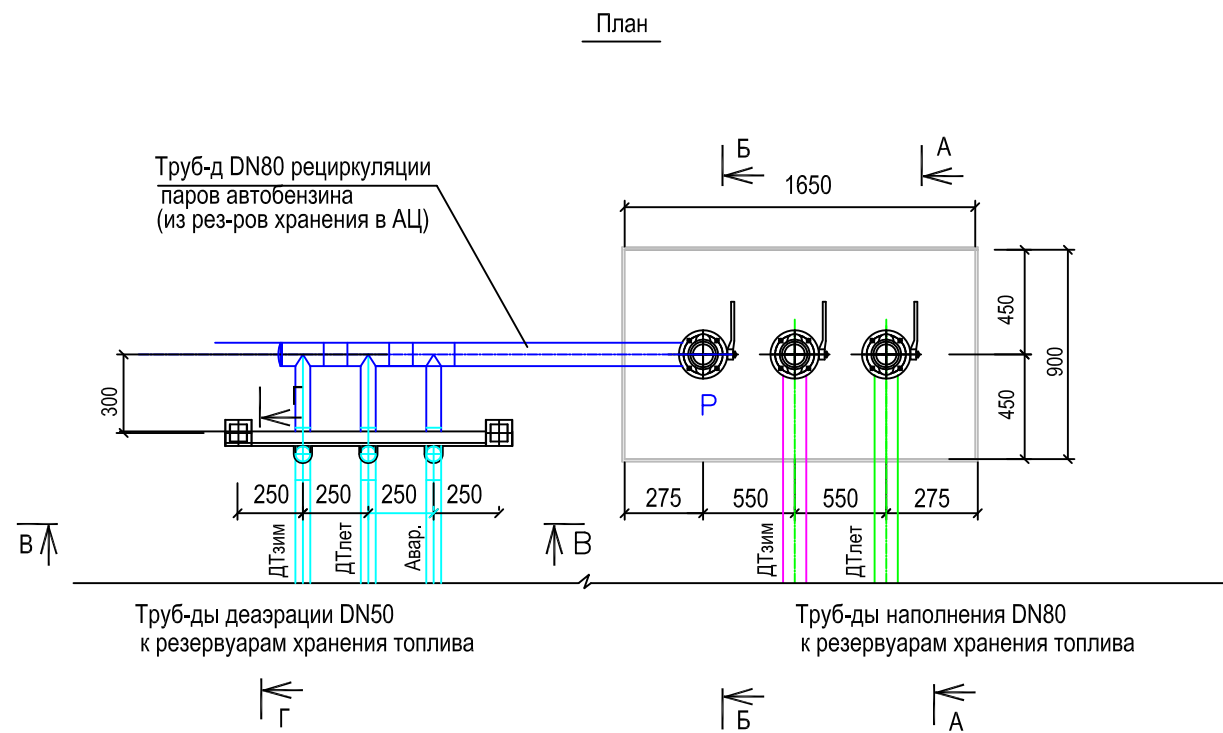 План
Б
А
1650
Труб-д DN80 рециркуляции
паров автобензина
(из рез-ров хранения в АЦ)
450
900
450
300
Г
Р
250
250
250
250
275
550
550
275
В
В
ДТзим
ДТлет
Авар.
ДТзим
ДТлет
Труб-ды деаэрации DN50
к резервуарам хранения топлива
Труб-ды наполнения DN80
к резервуарам хранения топлива
Г
Б
А